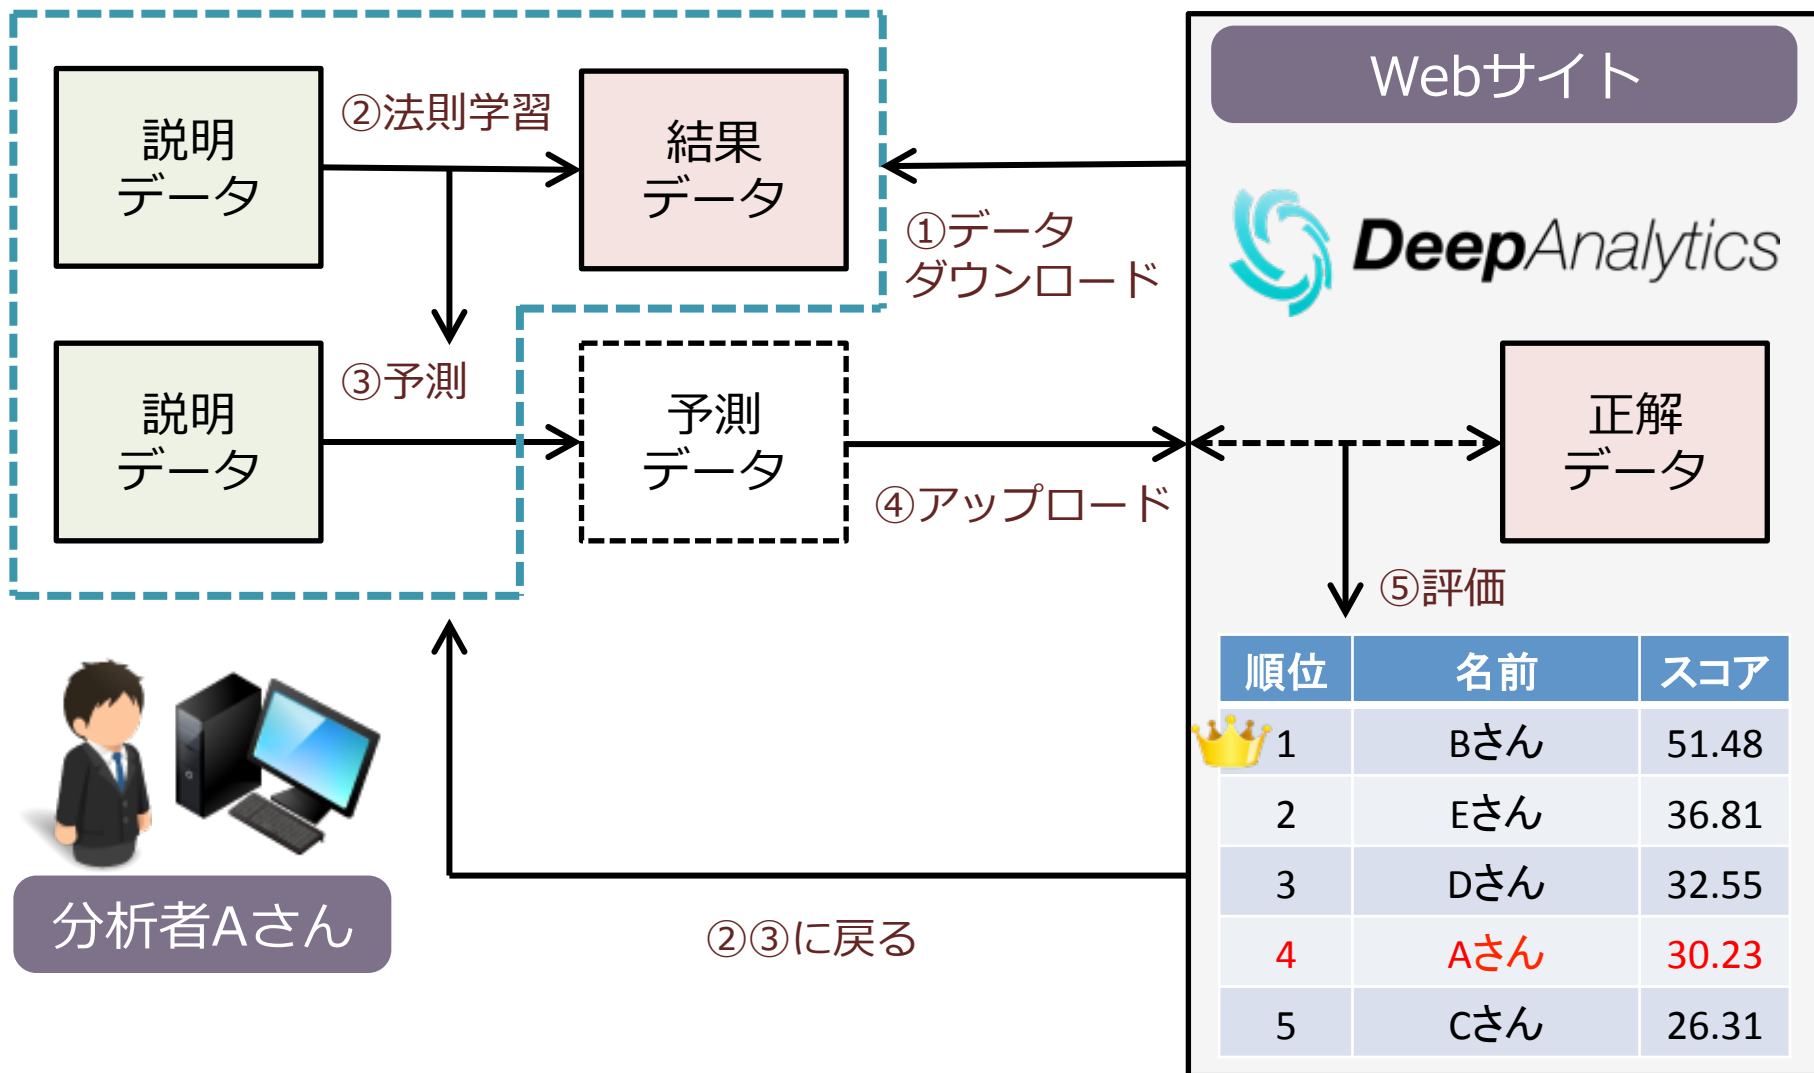 Webサイト
説明
データ
②法則学習
結果
データ
①データ
ダウンロード
DeepAnalytics
説明
データ
③予測
予測
データ
④アップロード
正解
データ
⑤評価
順位 名前 スコア
1 Bさん 51.48
2 Eさん 36.81
3 Dさん 32.55
4 Aさん 30.23
5 Cさん 26.31
分析者Aさん
②③に戻る